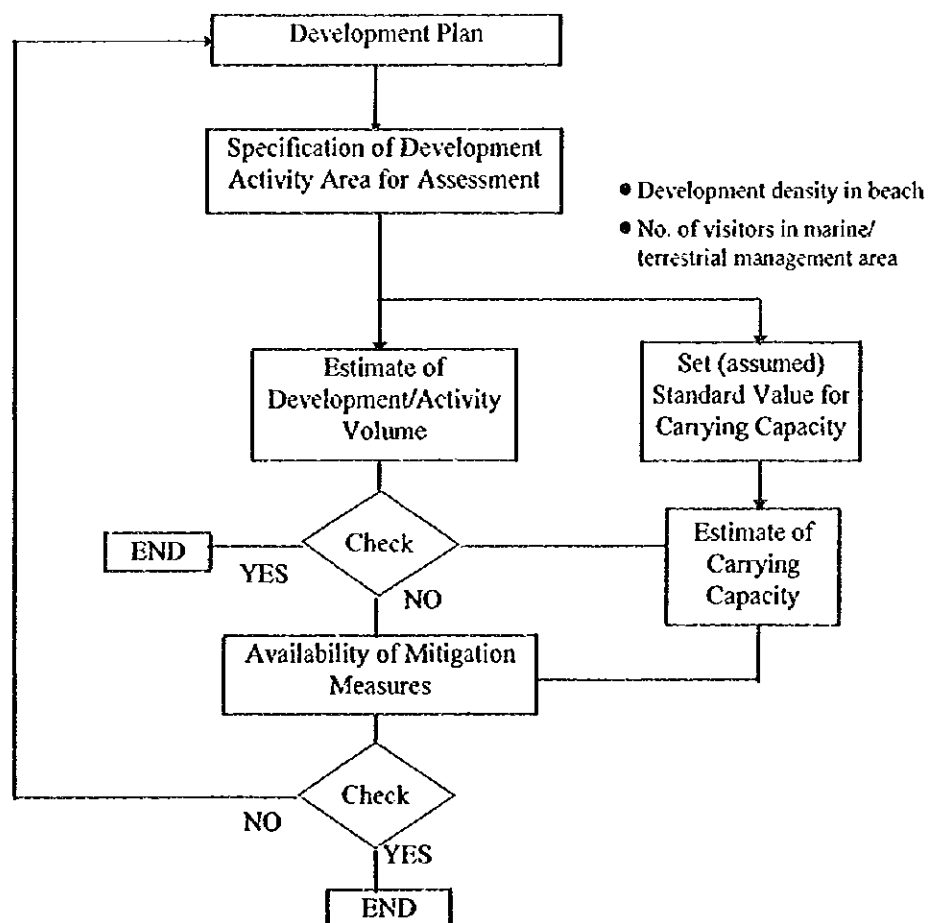 Development Plan
Specification of Development
Activity Area for Assessment
● Development density in beach
● No. of visitors in marine/
terrestrial management area
Estimate of
Development/Activity
Volume
Set (assumed)
Standard Value for
Carrying Capacity
END
YES
Check
NO
Estimate of
Carrying
Capacity
Availability of Mitigation
Measures
Check
NO
YES
END